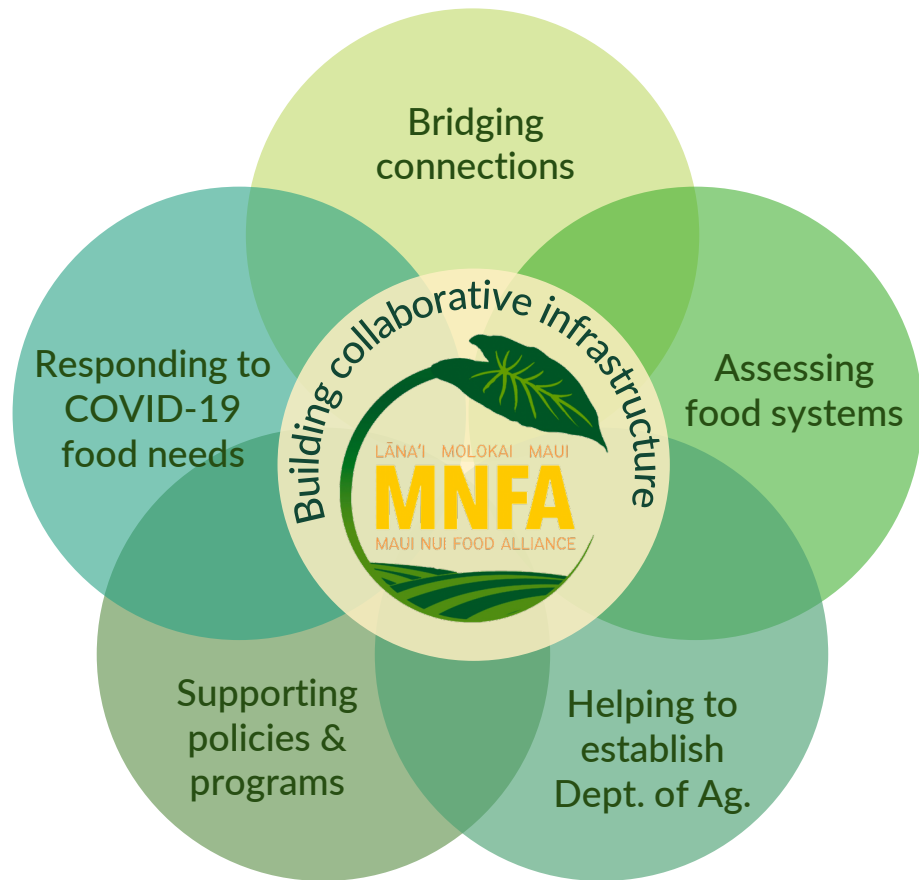 Bridging
connections
Building collaborative infrastructure
Responding to
COVID-19
food needs
Assessing
food systems
LĀNAʻI MOLOKAI MAUI
MNFA
MAUI NUI FOOD ALLIANCE
Supporting
policies &
programs
Helping to
establish
Dept. of Ag.